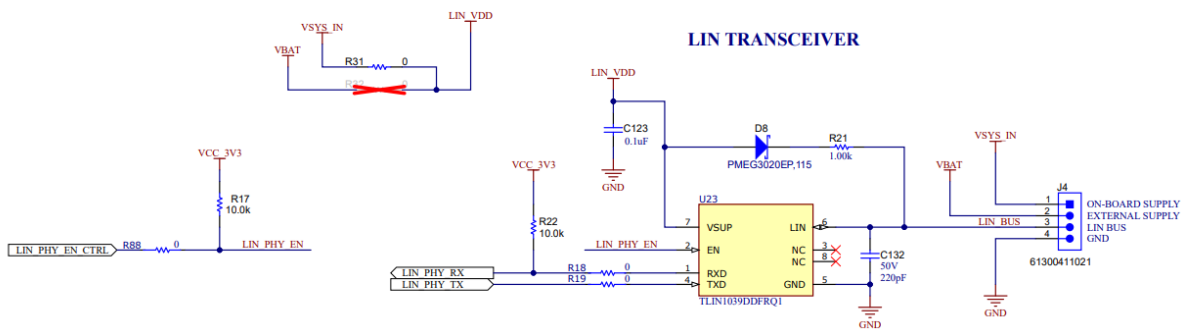 LIN_VDD
VSYS_IN
VBAT
R31 0
R32 0
LIN TRANSCEIVER
LIN_VDD
C123
0.1uF
GND
D8
PMEG3020EP,115
R21
1.00k
VSYS_IN
VBAT
J4
1 ON-BOARD SUPPLY
2 EXTERNAL SUPPLY
LIN_BUS 3 LIN BUS
4 GND
61300411021
GND
VCC_3V3
R17
10.0k
LIN_PHY_EN_CTRL R88 0 LIN_PHY_EN
VCC_3V3
R22
10.0k
LIN_PHY_EN
LIN_PHY_RX R18 0
LIN_PHY_TX R19 0
U23
7 VSUP LIN 6
2 EN NC 3
NC 8
1 RXD
4 TXD GND 5
TLIN1039DDFRQ1
C132
50V
220pF
GND